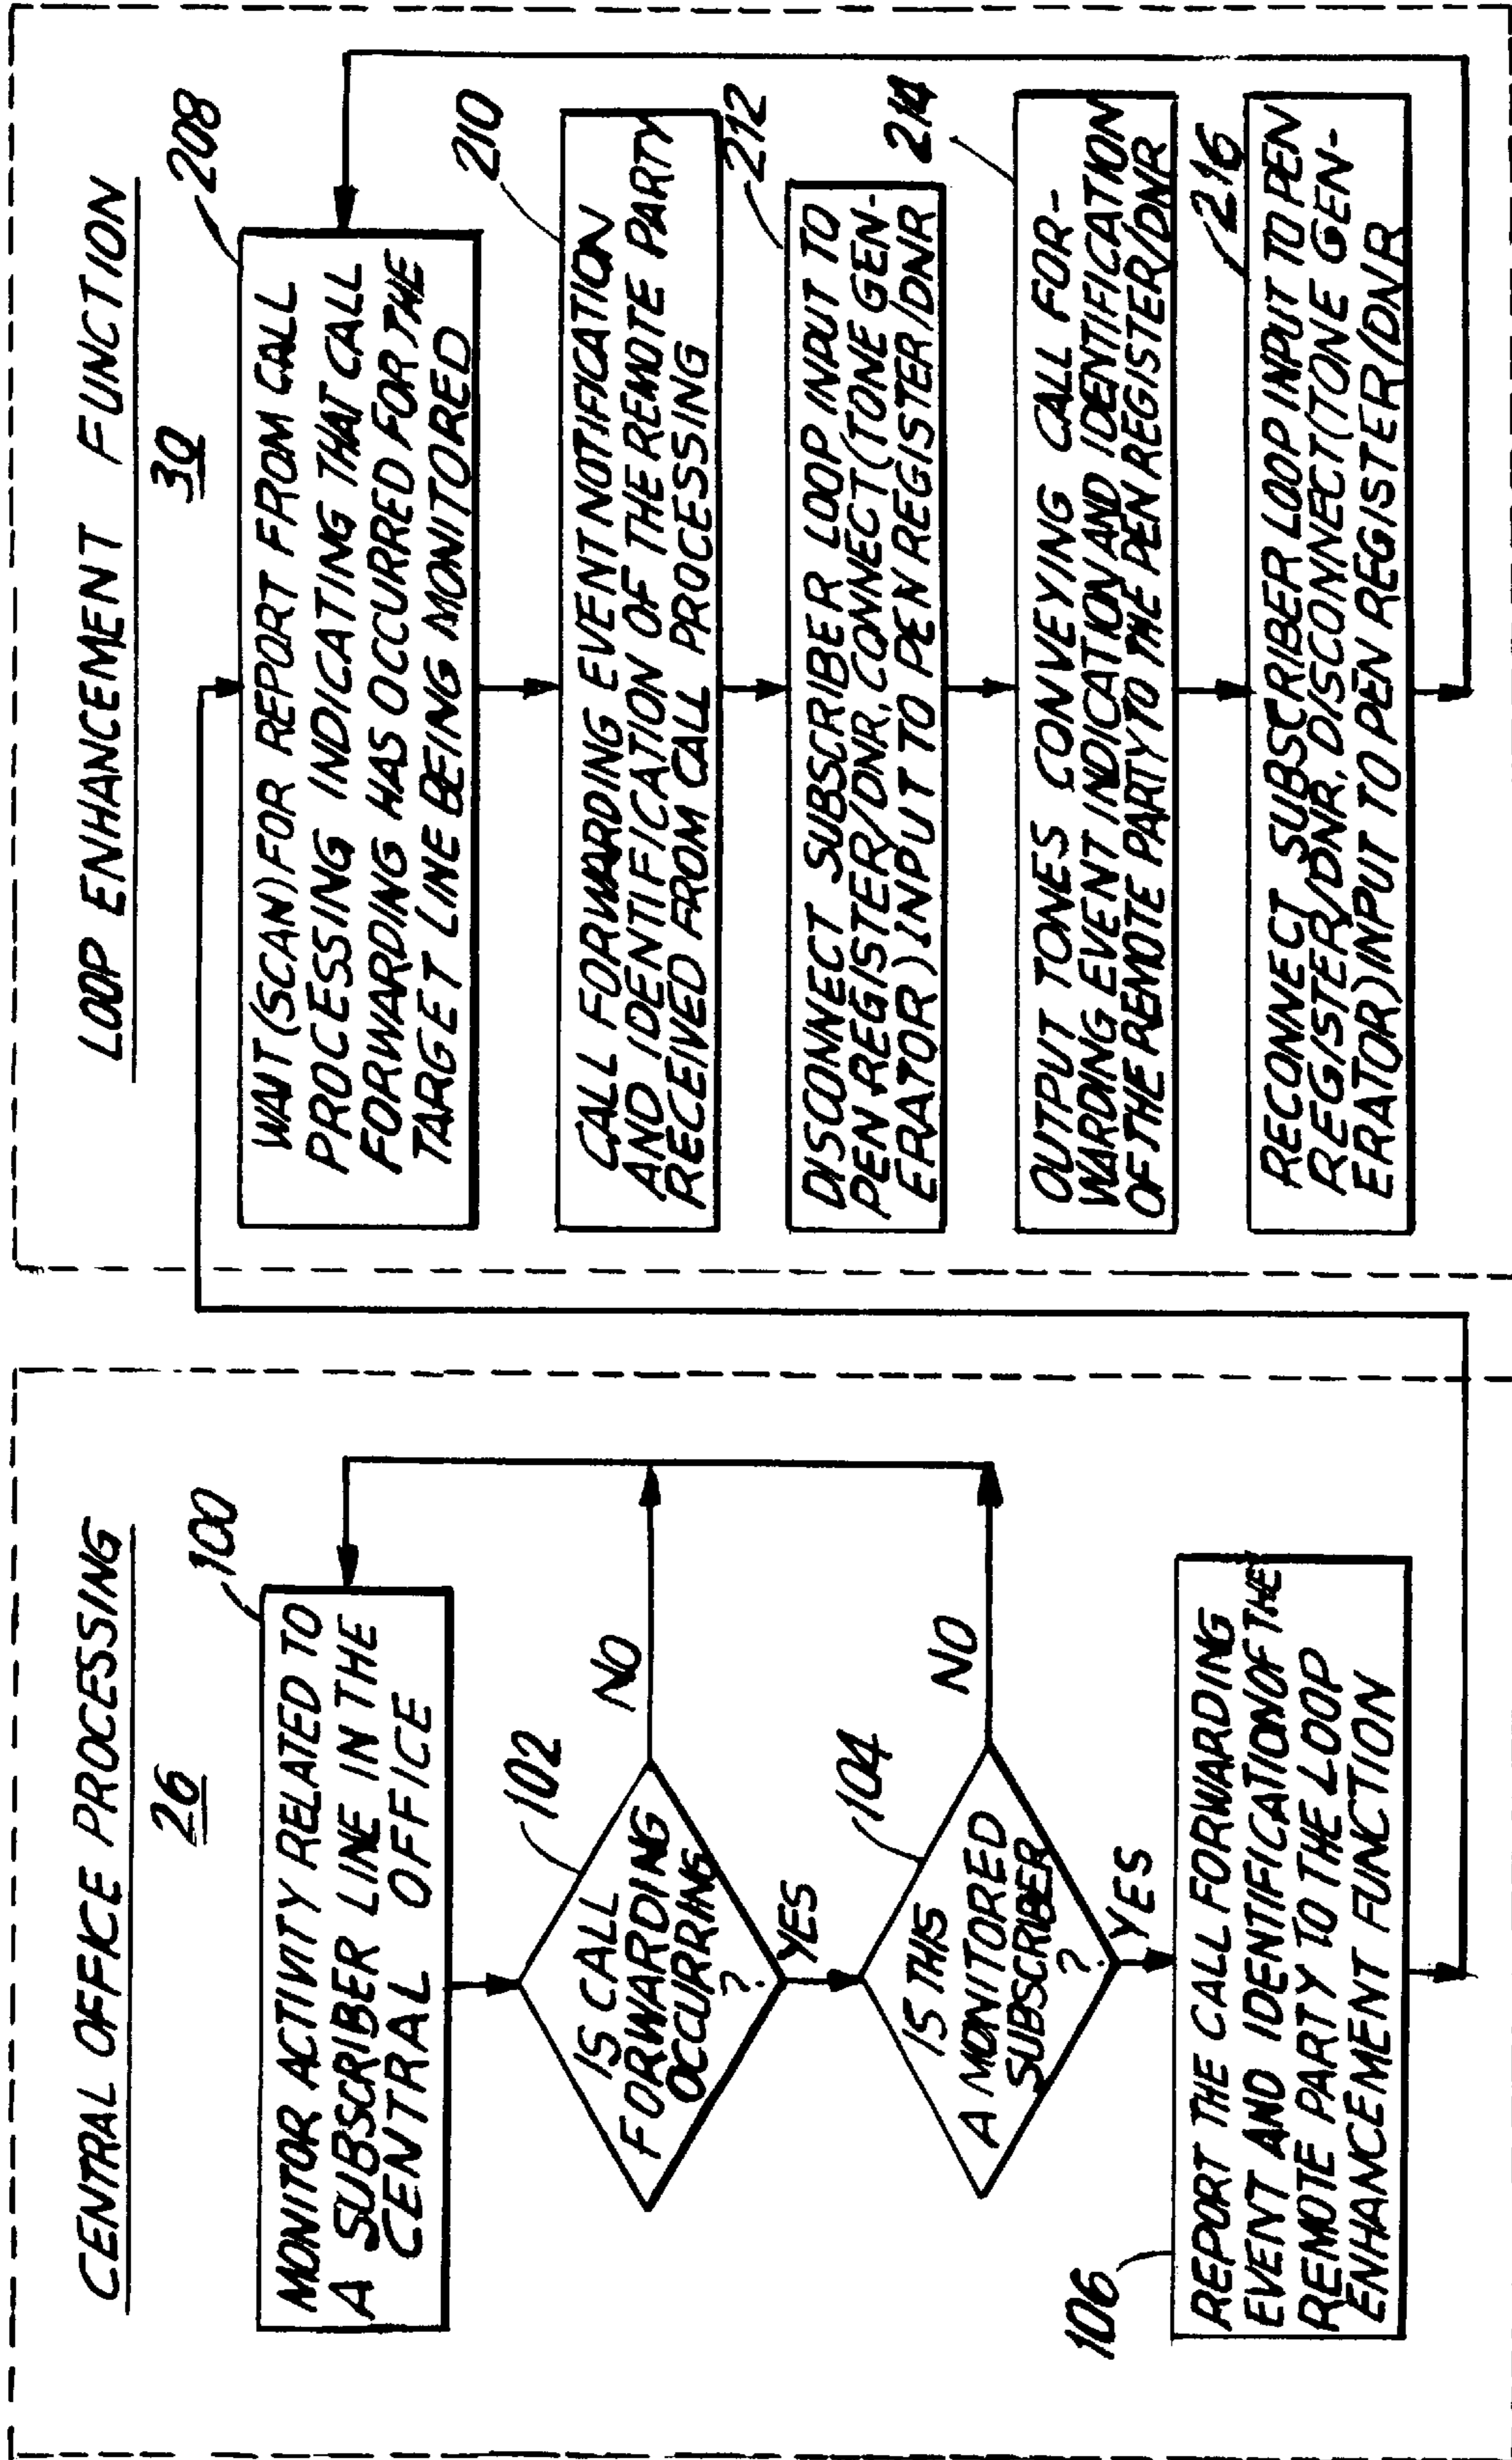 CENTRAL OFFICE PROCESSING
26
100
MONITOR ACTIVITY RELATED TO
A SUBSCRIBER LINE IN THE
CENTRAL OFFICE
102
IS CALL
FORWARDING
OCCURRING
?
NO
YES
104
IS THIS
A MONITORED
SUBSCRIBER
?
NO
YES
106
REPORT THE CALL FORWARDING
EVENT AND IDENTIFICATION OF THE
REMOTE PARTY TO THE LOOP
ENHANCEMENT FUNCTION
LOOP ENHANCEMENT FUNCTION
30
208
WAIT (SCAN) FOR REPORT FROM CALL
PROCESSING INDICATING THAT CALL
FORWARDING HAS OCCURRED FOR THE
TARGET LINE BEING MONITORED
210
CALL FORWARDING EVENT NOTIFICATION
AND IDENTIFICATION OF THE REMOTE PARTY
RECEIVED FROM CALL PROCESSING
212
DISCONNECT SUBSCRIBER LOOP INPUT TO
PEN REGISTER/DNR, CONNECT (TONE GEN-
ERATOR) INPUT TO PEN REGISTER/DNR
214
OUTPUT TONES CONVEYING CALL FOR-
WARDING EVENT INDICATION AND IDENTIFICATION
OF THE REMOTE PARTY TO THE PEN REGISTER/DNR
216
RECONNECT SUBSCRIBER LOOP INPUT TO PEN
REGISTER/DNR, DISCONNECT (TONE GEN-
ERATOR) INPUT TO PEN REGISTER/DNR